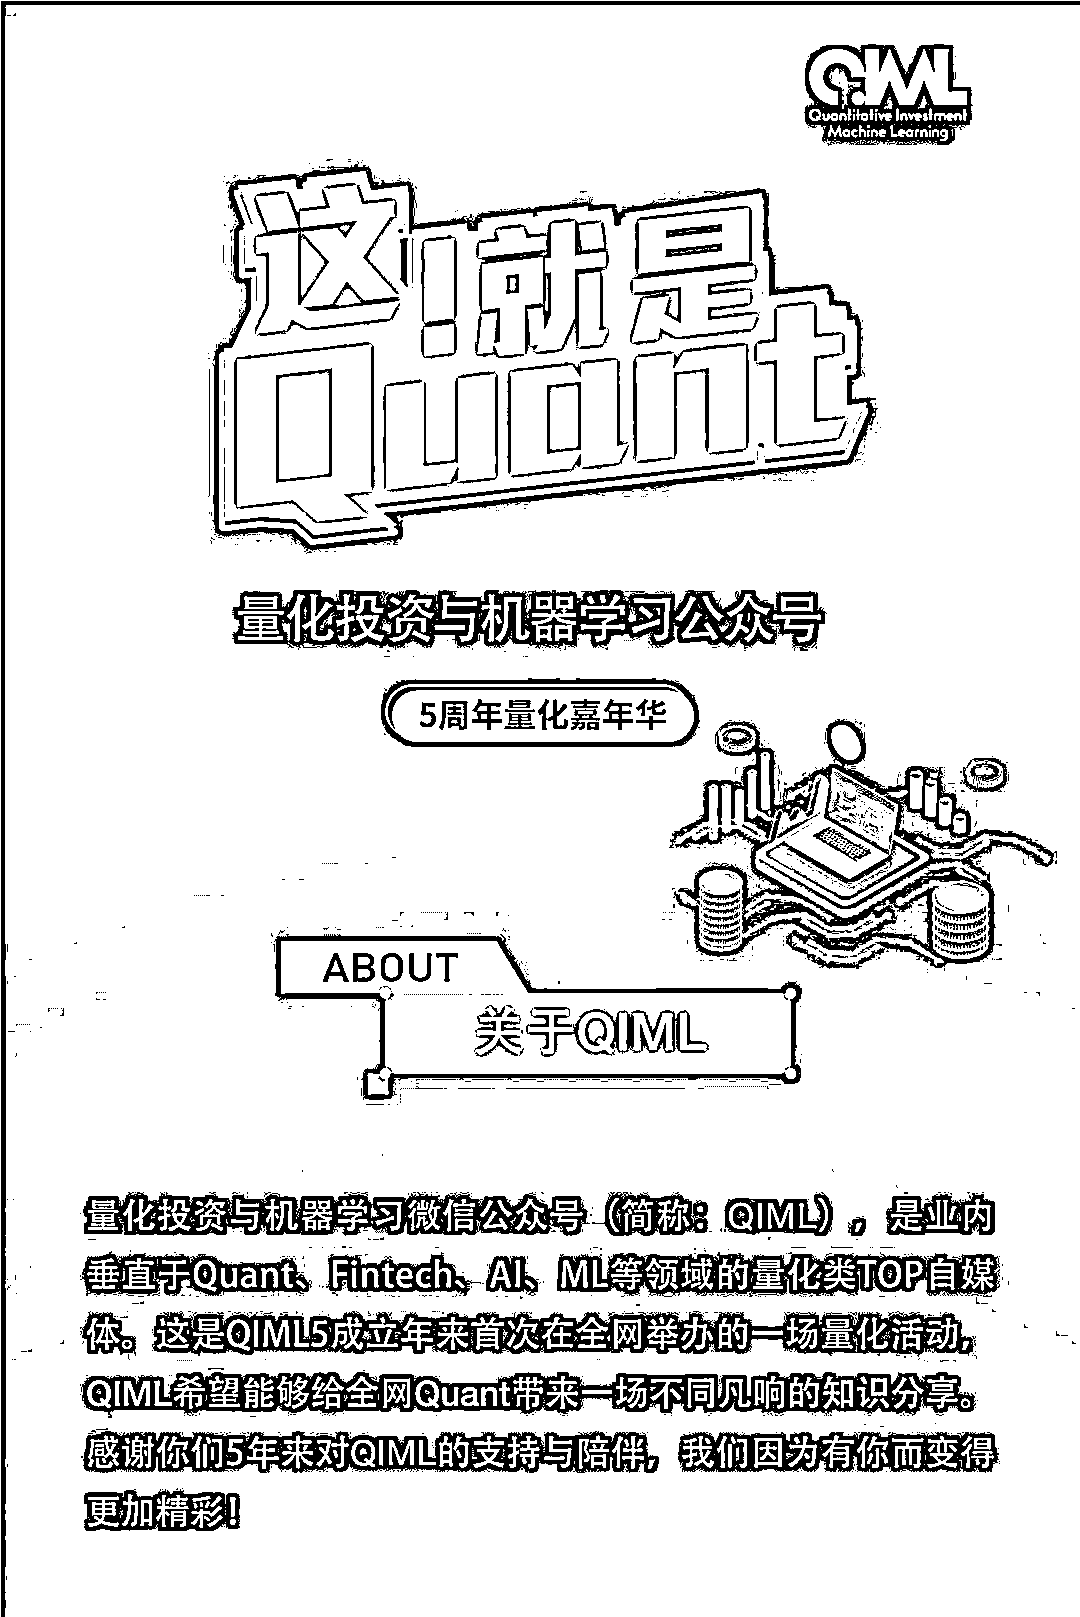 QIML
Quantitative Investment
Machine Learning
这!就是
Quant
量化投资与机器学习公众号
5周年量化嘉年华
ABOUT
关于QIML
量化投资与机器学习微信公众号（简称：QIML），是业内
垂直于Quant、Fintech、AI、ML等领域的量化类TOP自媒
体。这是QIML5成立年来首次在全网举办的一场量化活动,
QIML希望能够给全网Quant带来一场不同凡响的知识分享。
感谢你们5年来对QIML的支持与陪伴，我们因为有你而变得
更加精彩！